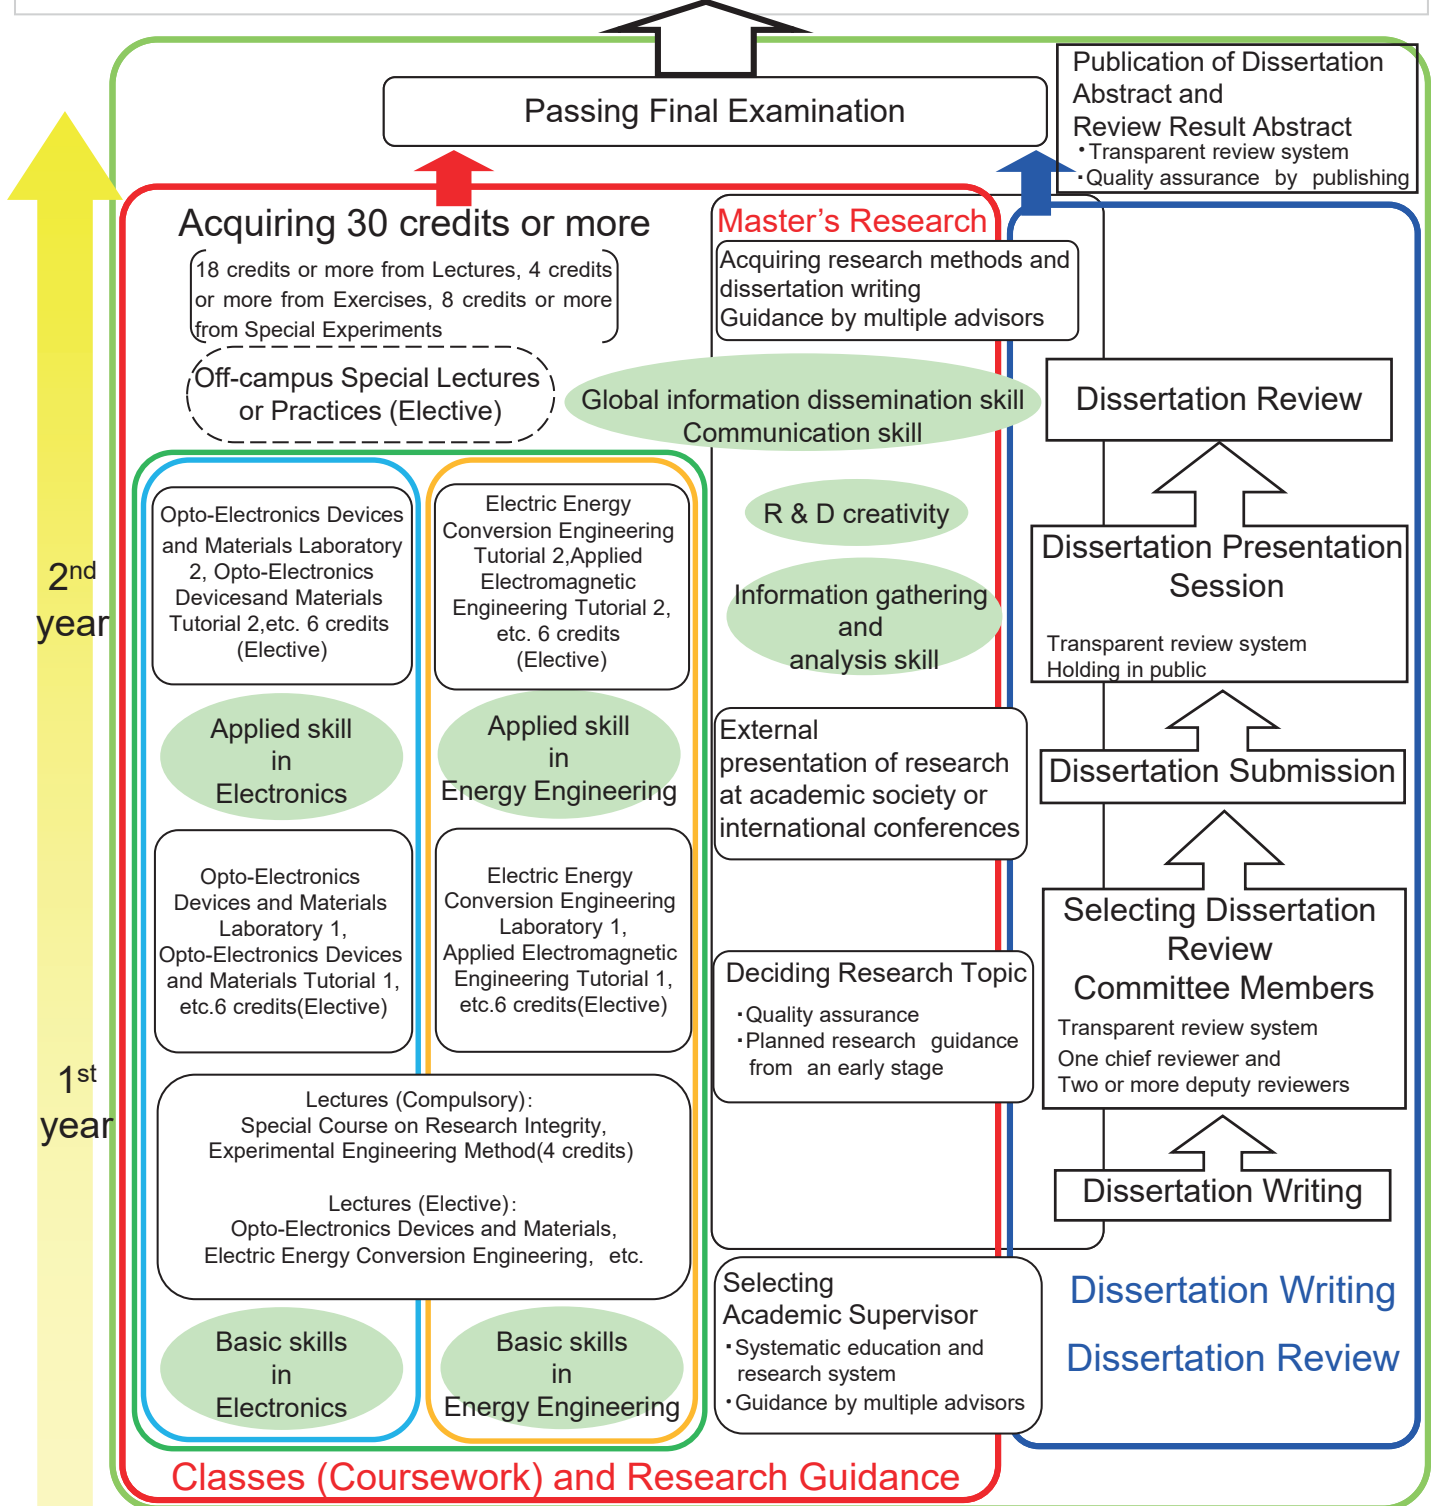 Passing Final Examination
Publication of Dissertation
Abstract and
Review Result Abstract
・Transparent review system
・Quality assurance by publishing
2nd
year
1st
year
Acquiring 30 credits or more
18 credits or more from Lectures, 4 credits
or more from Exercises, 8 credits or more
from Special Experiments
Off-campus Special Lectures
or Practices (Elective)
Opto-Electronics Devices
and Materials Laboratory
2, Opto-Electronics
Devicesand Materials
Tutorial 2,etc. 6 credits
(Elective)
Electric Energy
Conversion Engineering
Tutorial 2,Applied
Electromagnetic
Engineering Tutorial 2,
etc. 6 credits
(Elective)
Applied skill
in
Electronics
Applied skill
in
Energy Engineering
Opto-Electronics
Devices and Materials
Laboratory 1,
Opto-Electronics Devices
and Materials Tutorial 1,
etc.6 credits(Elective)
Electric Energy
Conversion Engineering
Laboratory 1,
Applied Electromagnetic
Engineering Tutorial 1,
etc.6 credits(Elective)
Lectures (Compulsory):
Special Course on Research Integrity,
Experimental Engineering Method(4 credits)
Lectures (Elective):
Opto-Electronics Devices and Materials,
Electric Energy Conversion Engineering, etc.
Basic skills
in
Electronics
Basic skills
in
Energy Engineering
Classes (Coursework) and Research Guidance
Master's Research
Acquiring research methods and
dissertation writing
Guidance by multiple advisors
Global information dissemination skill
Communication skill
R & D creativity
Information gathering
and
analysis skill
External
presentation of research
at academic society or
international conferences
Deciding Research Topic
・Quality assurance
・Planned research guidance
from an early stage
Selecting
Academic Supervisor
・Systematic education and
research system
・Guidance by multiple advisors
Dissertation Review
Dissertation Presentation
Session
Transparent review system
Holding in public
Dissertation Submission
Selecting Dissertation
Review
Committee Members
Transparent review system
One chief reviewer and
Two or more deputy reviewers
Dissertation Writing
Dissertation Writing
Dissertation Review